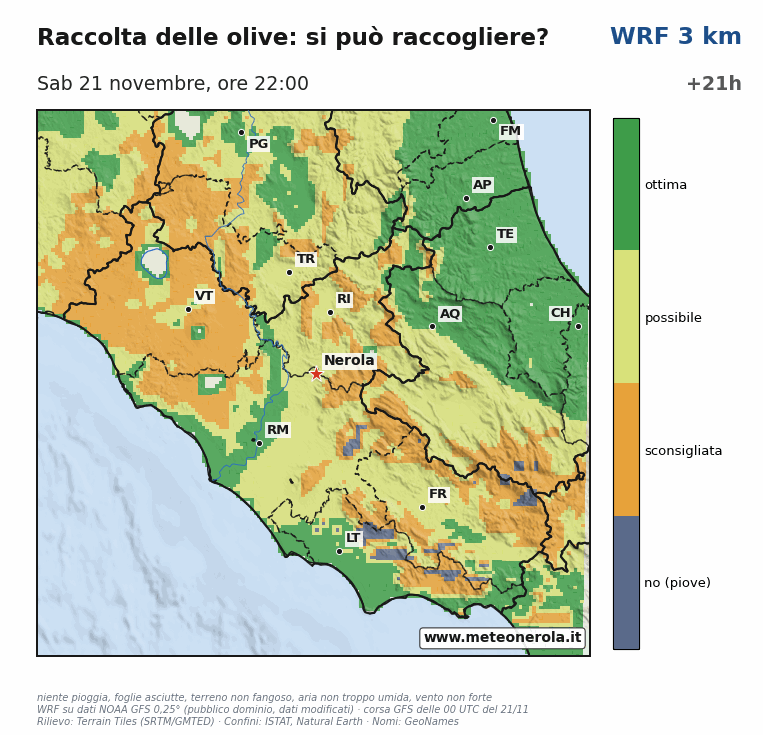 Raccolta delle olive: si può raccogliere?
WRF 3 km
Sab 21 novembre, ore 22:00
+21h
FM
PG
AP
TE
TR
VT
RI
AQ
CH
Nerola
RM
FR
LT
www.meteonerola.it
ottima
possibile
sconsigliata
no (piove)
niente pioggia, foglie asciutte, terreno non fangoso, aria non troppo umida, vento non forte
WRF su dati NOAA GFS 0,25° (pubblico dominio, dati modificati) · corsa GFS delle 00 UTC del 21/11
Rilievo: Terrain Tiles (SRTM/GMTED) · Confini: ISTAT, Natural Earth · Nomi: GeoNames